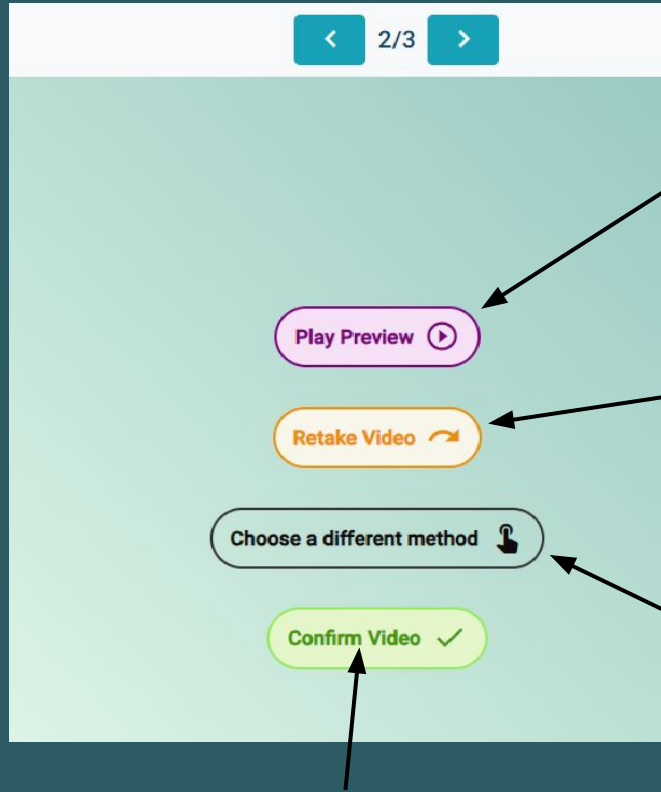 2/3
Play Preview
Retake Video
Choose a different method
Confirm Video